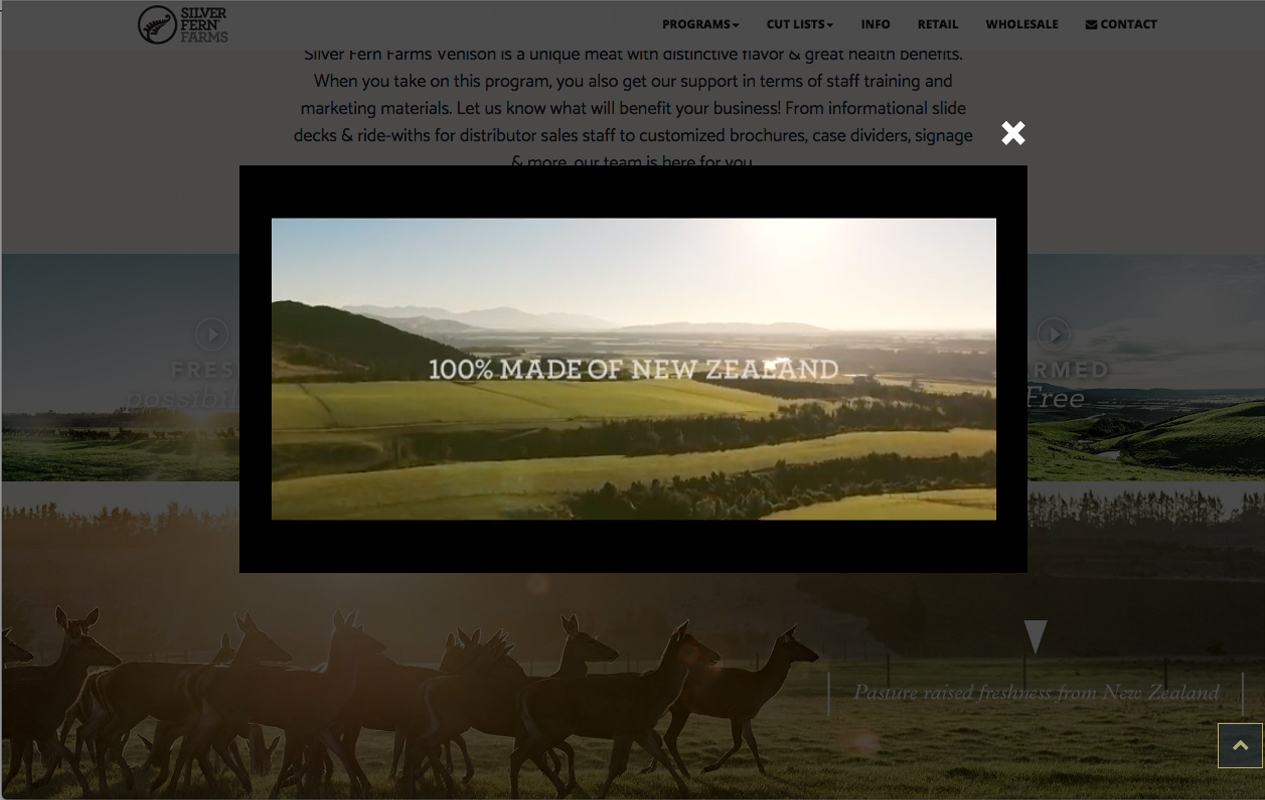 SILVER
FERN
FARMS
PROGRAMS
CUT LISTS
INFO
RETAIL
WHOLESALE
CONTACT
Silver Fern Farms Venison is a unique meat with distinctive flavor & great health benefits.
When you take on this program, you also get our support in terms of staff training and
marketing materials. Let us know what will benefit your business! From informational slide
decks & ride-withs for distributor sales staff to customized brochures, case dividers, signage
& more, our team is here for you.
100% MADE OF NEW ZEALAND
FRES
possibil
RMED
Free
Pasture raised freshness from New Zealand